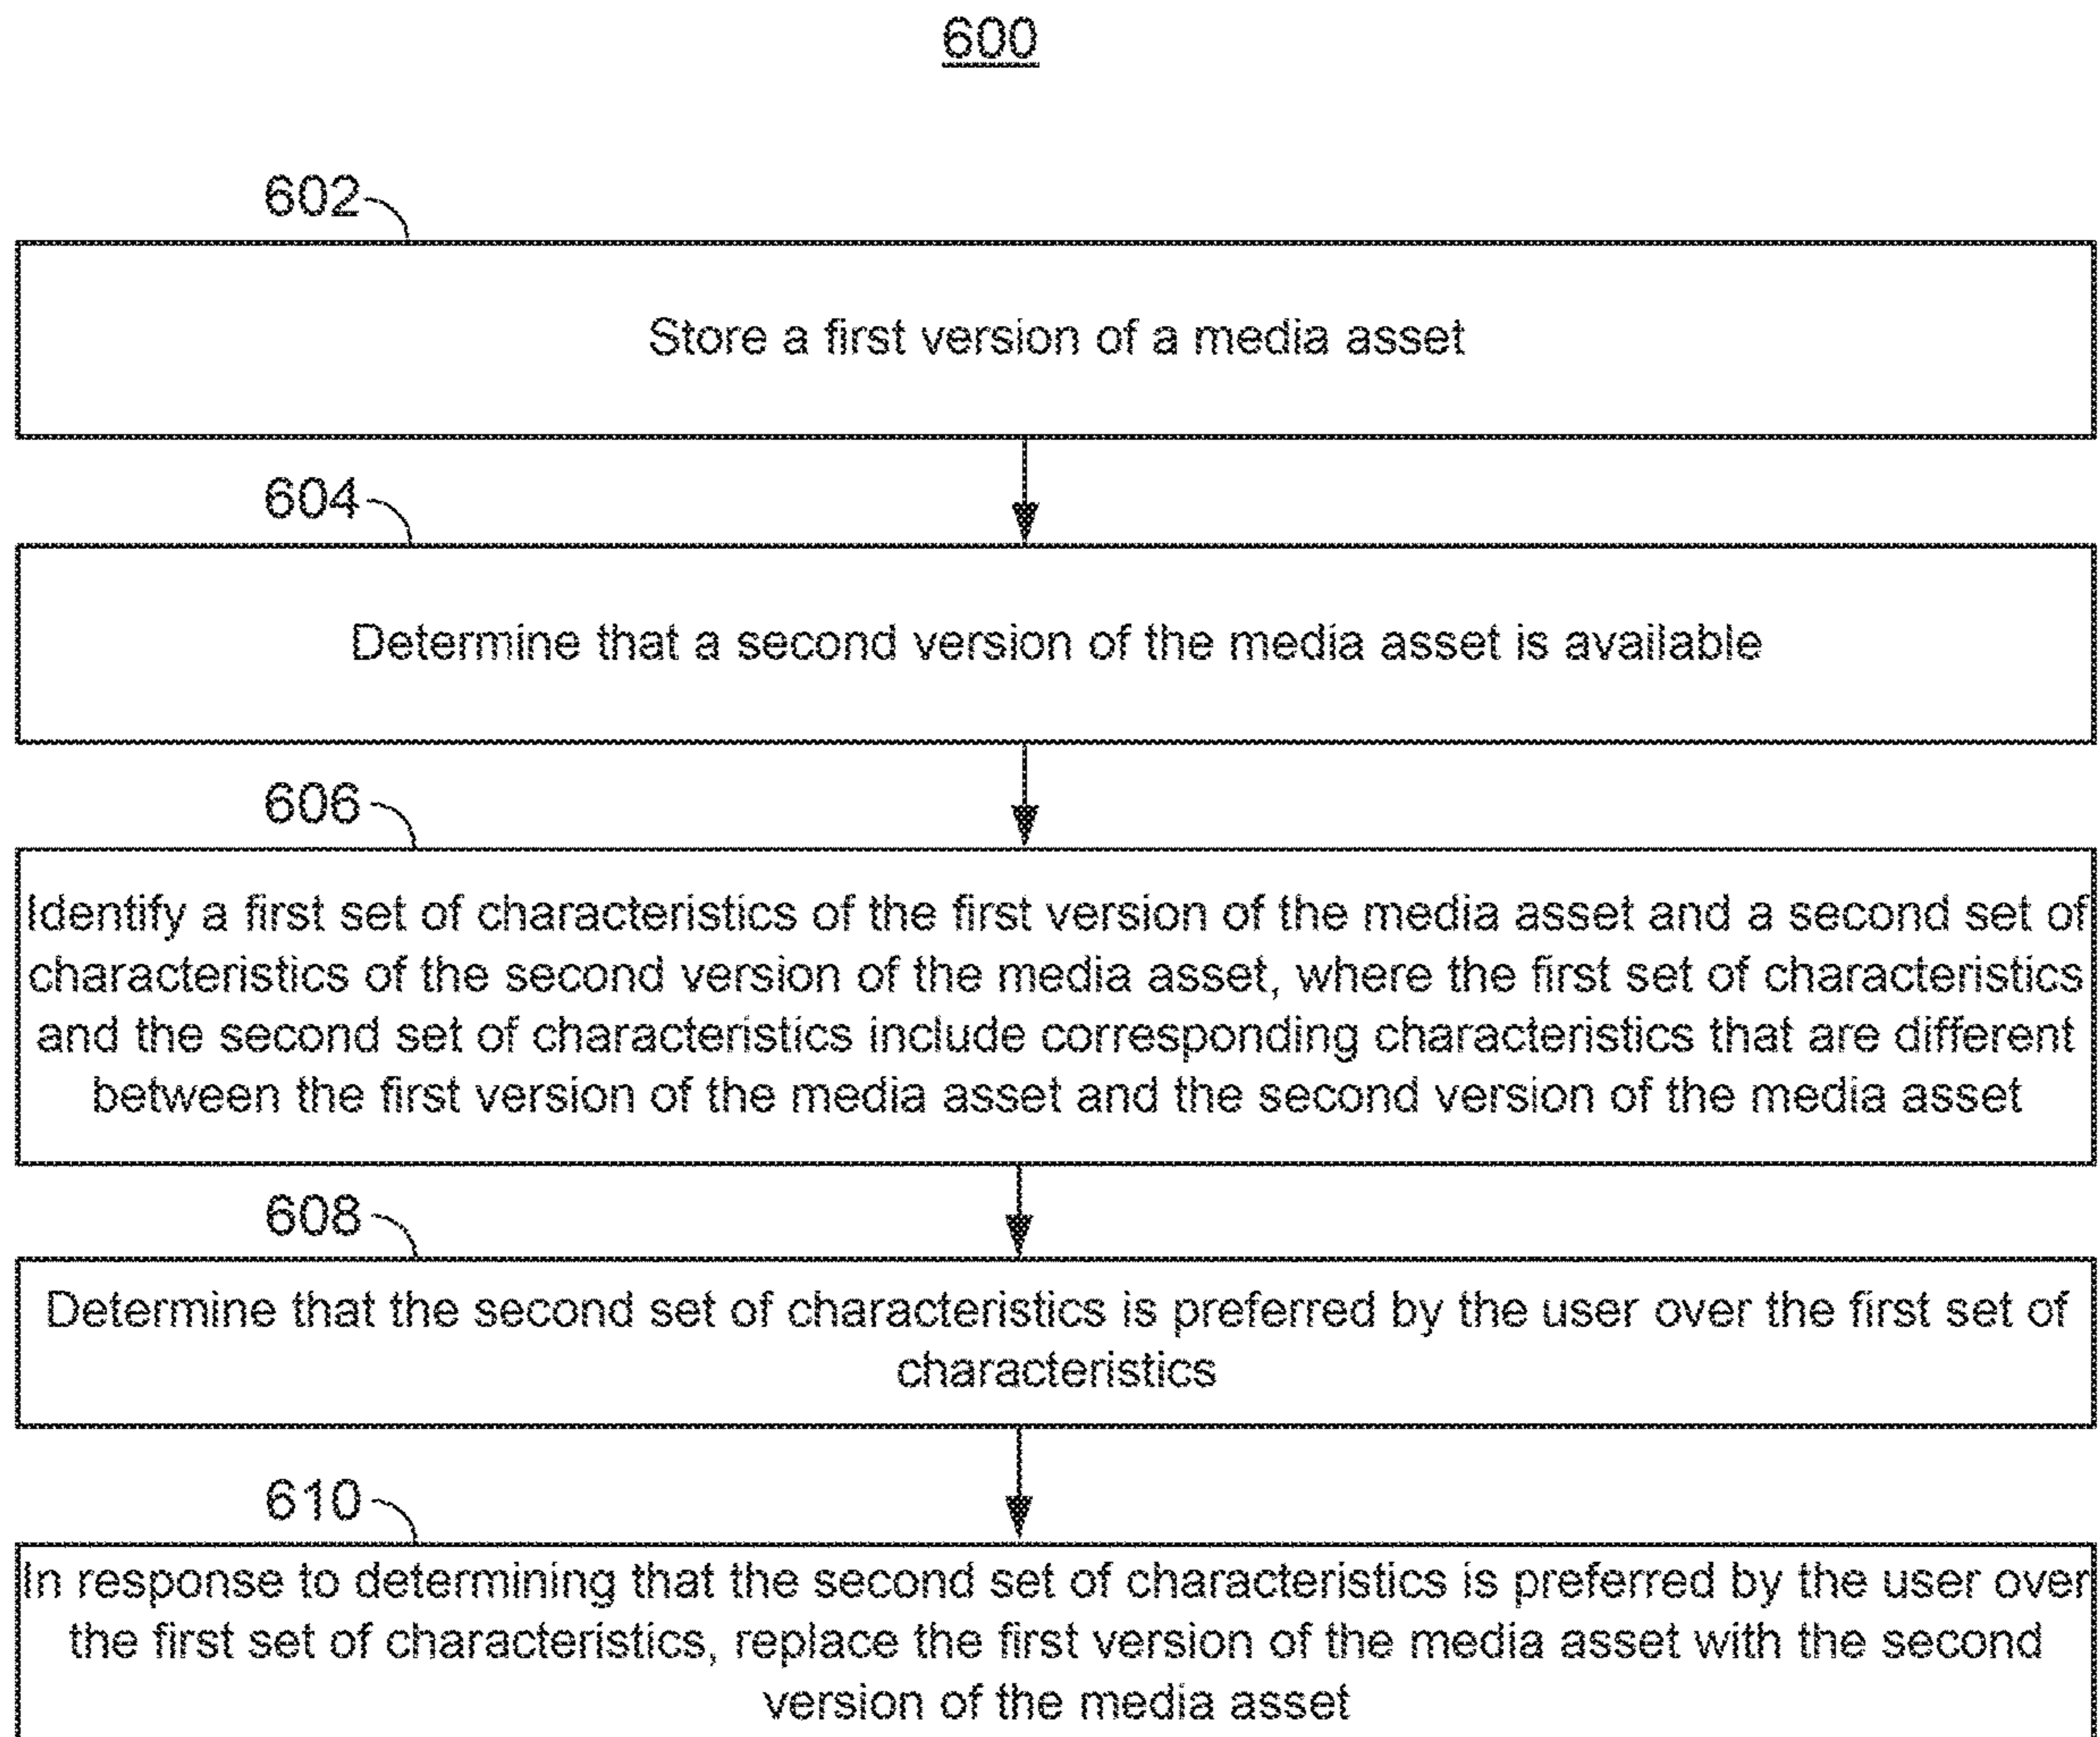 600
602
Store a first version of a media asset
604
Determine that a second version of the media asset is available
606
Identify a first set of characteristics of the first version of the media asset and a second set of
characteristics of the second version of the media asset, where the first set of characteristics
and the second set of characteristics include corresponding characteristics that are different
between the first version of the media asset and the second version of the media asset
608
Determine that the second set of characteristics is preferred by the user over the first set of
characteristics
610
In response to determining that the second set of characteristics is preferred by the user over
the first set of characteristics, replace the first version of the media asset with the second
version of the media asset